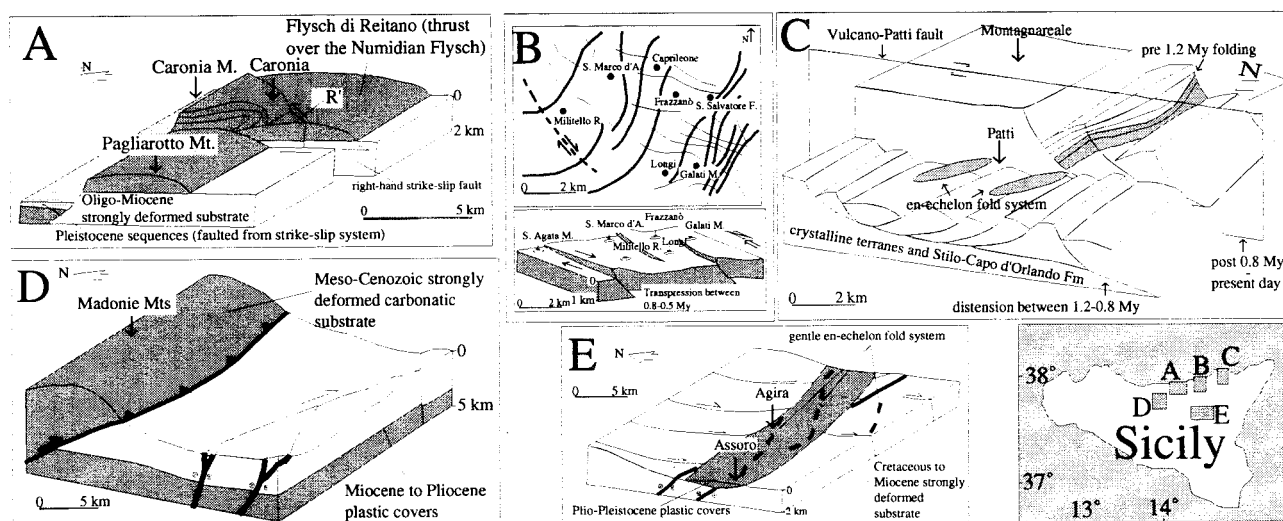 A
Flysch di Reitano (thrust
over the Numidian Flysch)
N
Caronia M.
Caronia
R'
0
2 km
Pagliarotto Mt.
right-hand strike-slip fault
Oligo-Miocene
strongly deformed substrate
5 km
Pleistocene sequences (faulted from strike-slip system)
B
N
Caprileone
S. Marco d'A.
Frazzanò
S. Salvatore F.
Militello R.
Longi
Galati M.
0 2 km
Frazzanò
S. Marco d'A.
Galati M.
S. Agata M.
Militello R.
Longi
0
1 km
0 2 km
Transpression between
0.8-0.5 My
C
Vulcano-Patti fault
Montagnareale
pre 1.2 My folding
N
Patti
en-echelon fold system
crystalline terranes and Stilo-Capo d'Orlando Fm
post 0.8 My
-
present day
0 2 km
distension between 1.2-0.8 My
D
N
Madonie Mts
Meso-Cenozoic strongly
deformed carbonatic
substrate
0
5 km
0 5 km
Miocene to Pliocene
plastic covers
E
N
gentle en-echelon fold system
0 5 km
Agira
Assoro
0
-2 km
Plio-Pleistocene plastic covers
Cretaceous to
Miocene strongly
deformed
substrate
38°
A
B
C
D
E
Sicily
37°
13°
14°